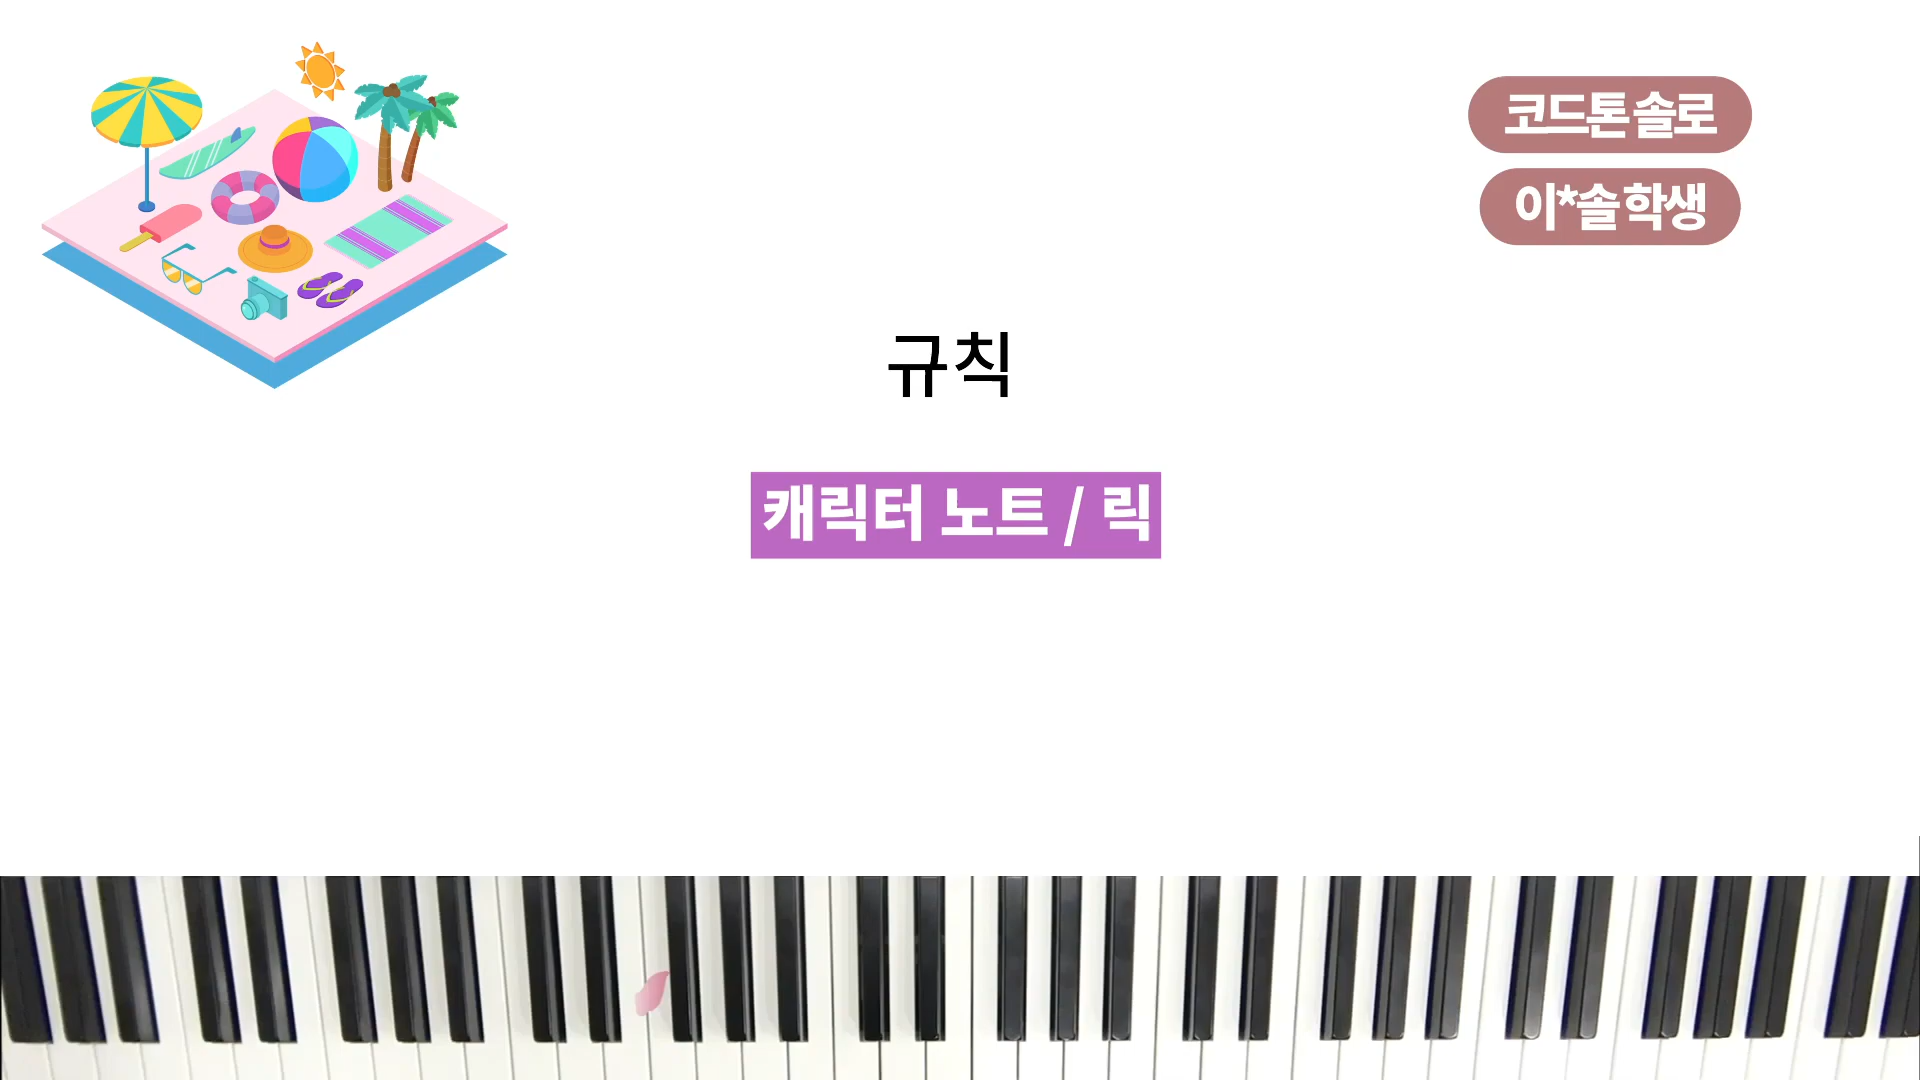 코드톤 솔로
이*솔 학생
규칙
캐릭터 노트 / 릭